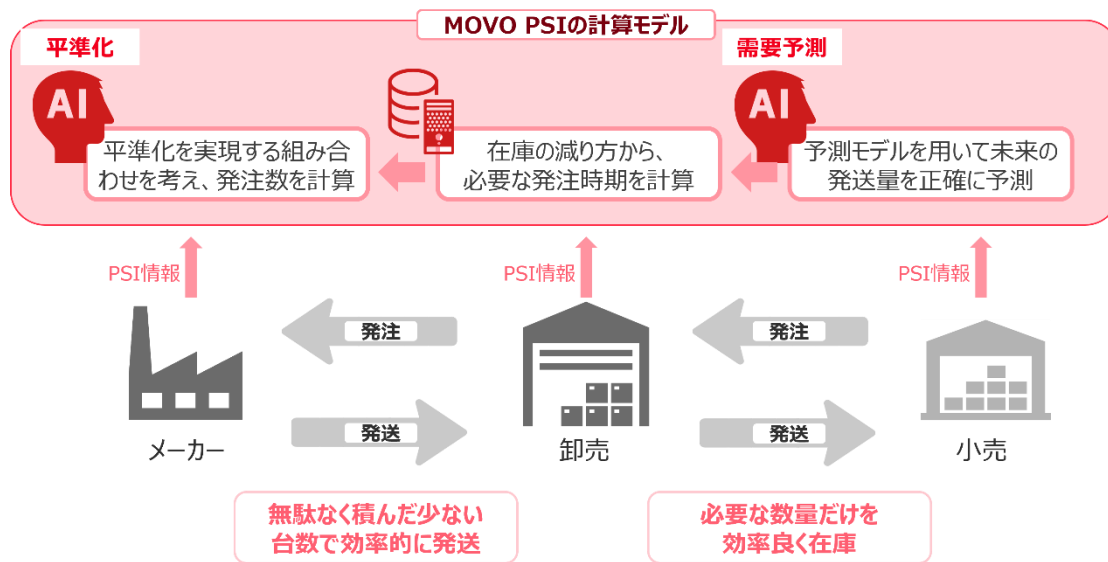 MOVO PSIの計算モデル
平準化
需要予測
AI
AI
平準化を実現する組み合
わせを考え、発注数を計算
在庫の減り方から、
必要な発注時期を計算
予測モデルを用いて未来の
発送量を正確に予測
PSI情報
PSI情報
PSI情報
発注
発注
発送
発送
メーカー
卸売
小売
無駄なく積んだ少ない
台数で効率的に発送
必要な数量だけを
効率良く在庫